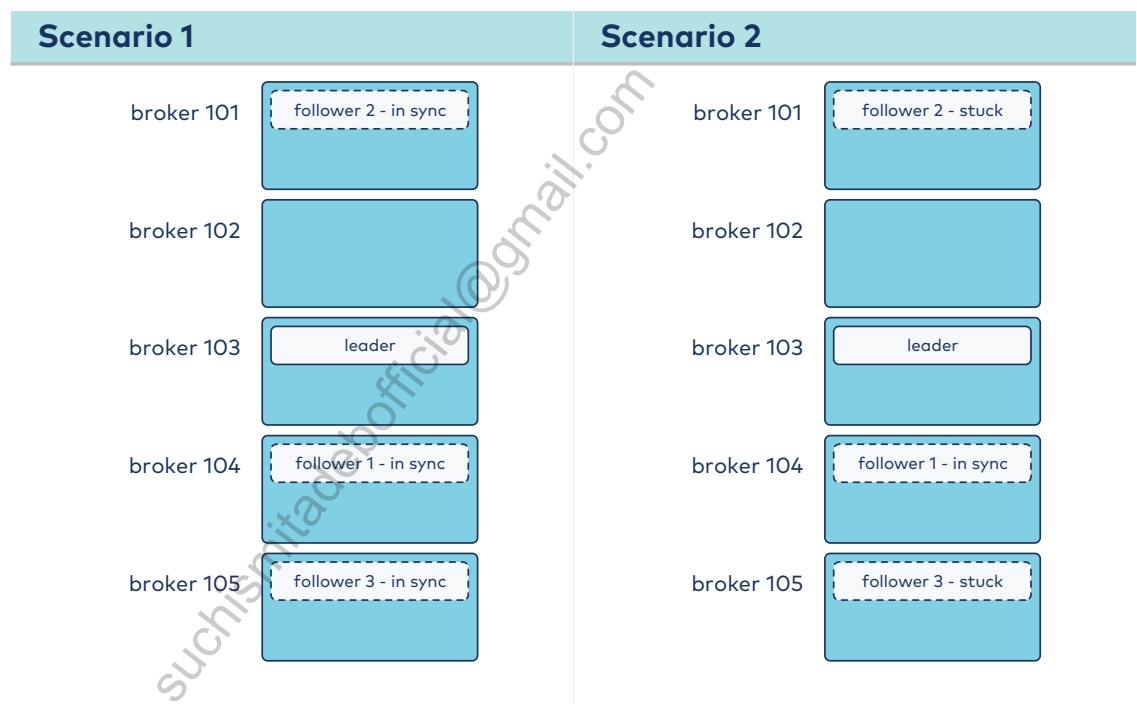 Scenario 1
broker 101
follower 2 - in sync
broker 102
broker 103
leader
broker 104
follower 1 - in sync
broker 105
follower 3 - in sync
Scenario 2
broker 101
follower 2 - stuck
broker 102
broker 103
leader
broker 104
follower 1 - in sync
broker 105
follower 3 - stuck
suchismitadebofficial@gmail.com